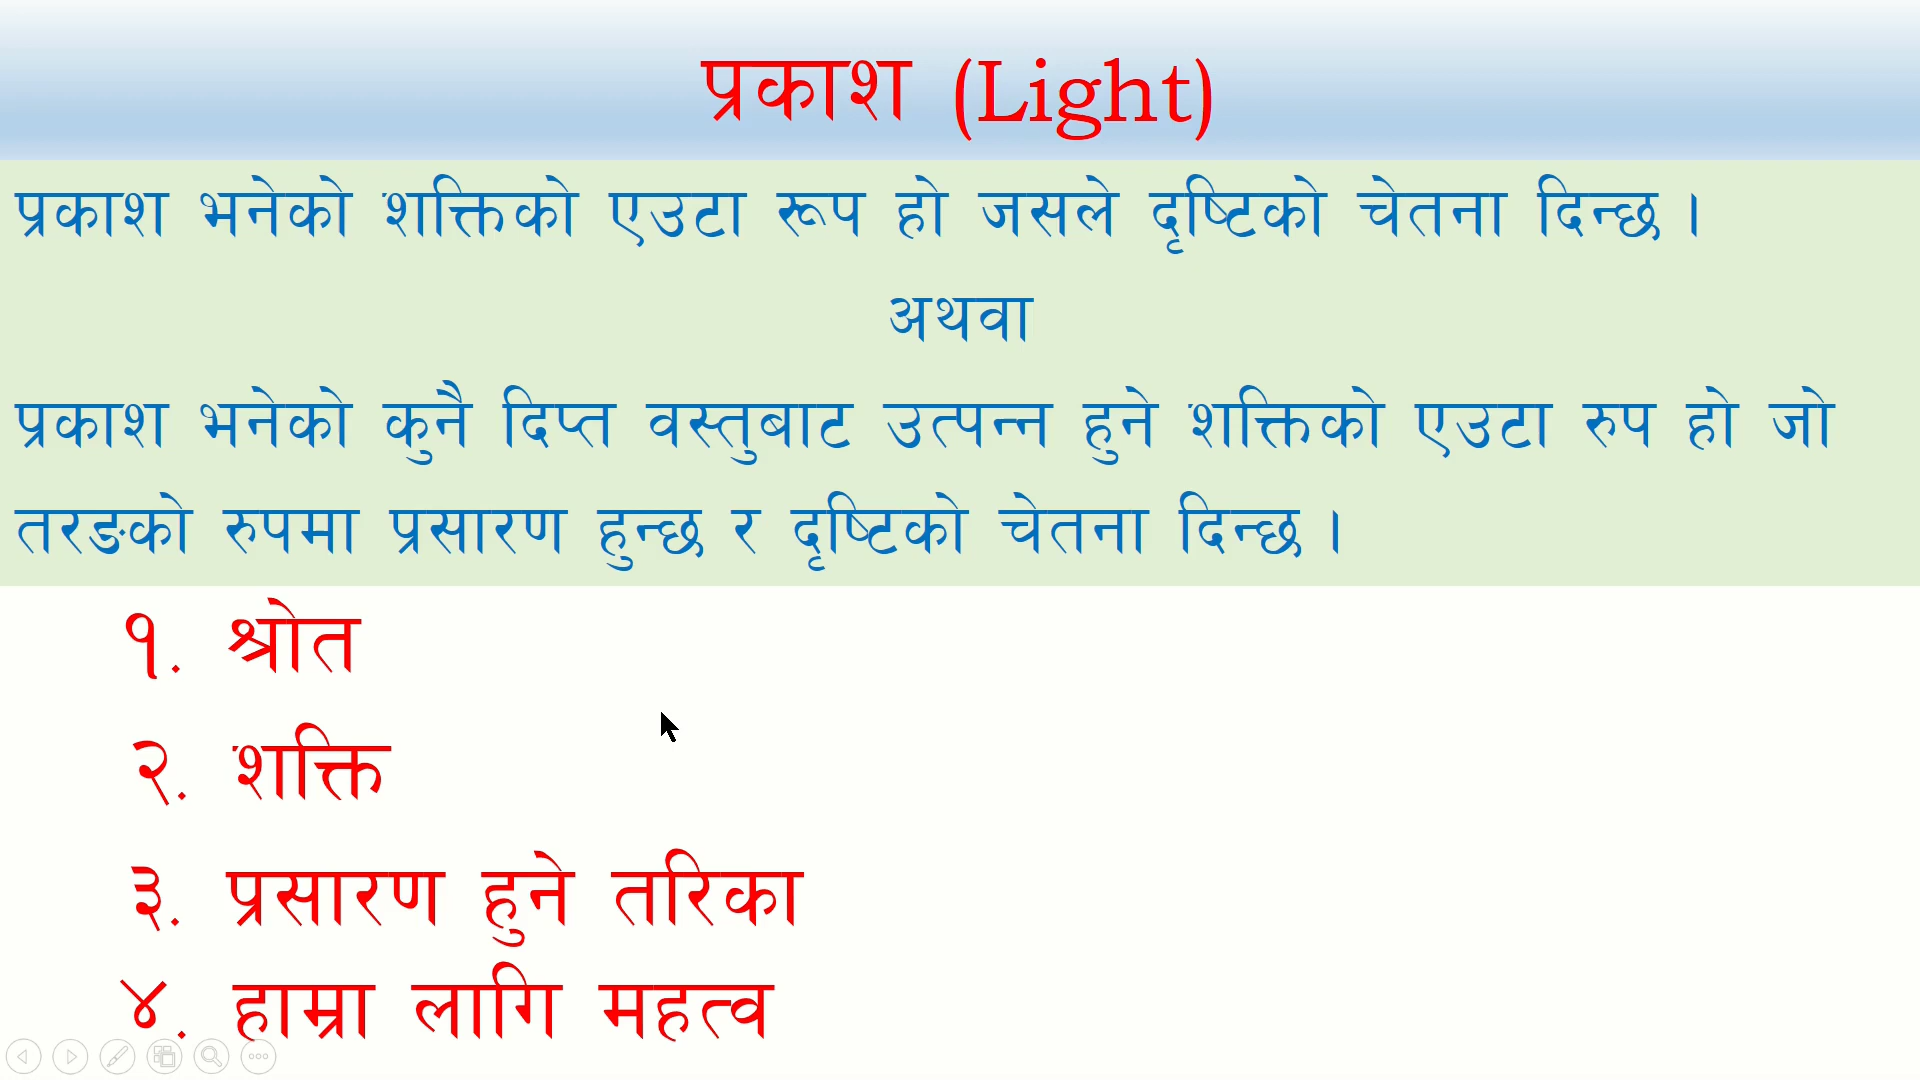 प्रकाश (Light)
प्रकाश भनेको शक्तिको एउटा रूप हो जसले दृष्टिको चेतना दिन्छ ।
अथवा
प्रकाश भनेको कुनै दिप्त वस्तुबाट उत्पन्न हुने शक्तिको एउटा रुप हो जो
तरङको रुपमा प्रसारण हुन्छ र दृष्टिको चेतना दिन्छ ।
१. श्रोत
२. शक्ति
३. प्रसारण हुने तरिका
४. हाम्रा लागि महत्व